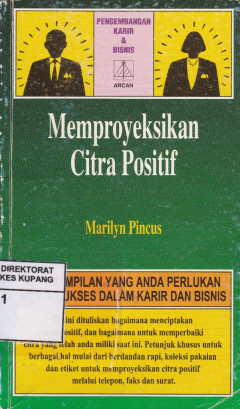 PENGEMBANGAN
KARIR
&
BISNIS
ARCAN
Memproyeksikan
Citra Positif
Marilyn Pincus
DIREKTORAT
KES KUPANG
1
MPILAN YANG ANDA PERLUKAN
UKSES DALAM KARIR DAN BISNIS
ini dituliskan bagaimana menciptakan
positif, dan bagaimana untuk memperbaiki
citra yang telah anda miliki saat ini. Petunjuk khusus untuk
berbagai hal mulai dari berdandan rapi, koleksi pakaian
dan etiket untuk memproyeksikan citra positif
melalui telepon, faks dan surat.